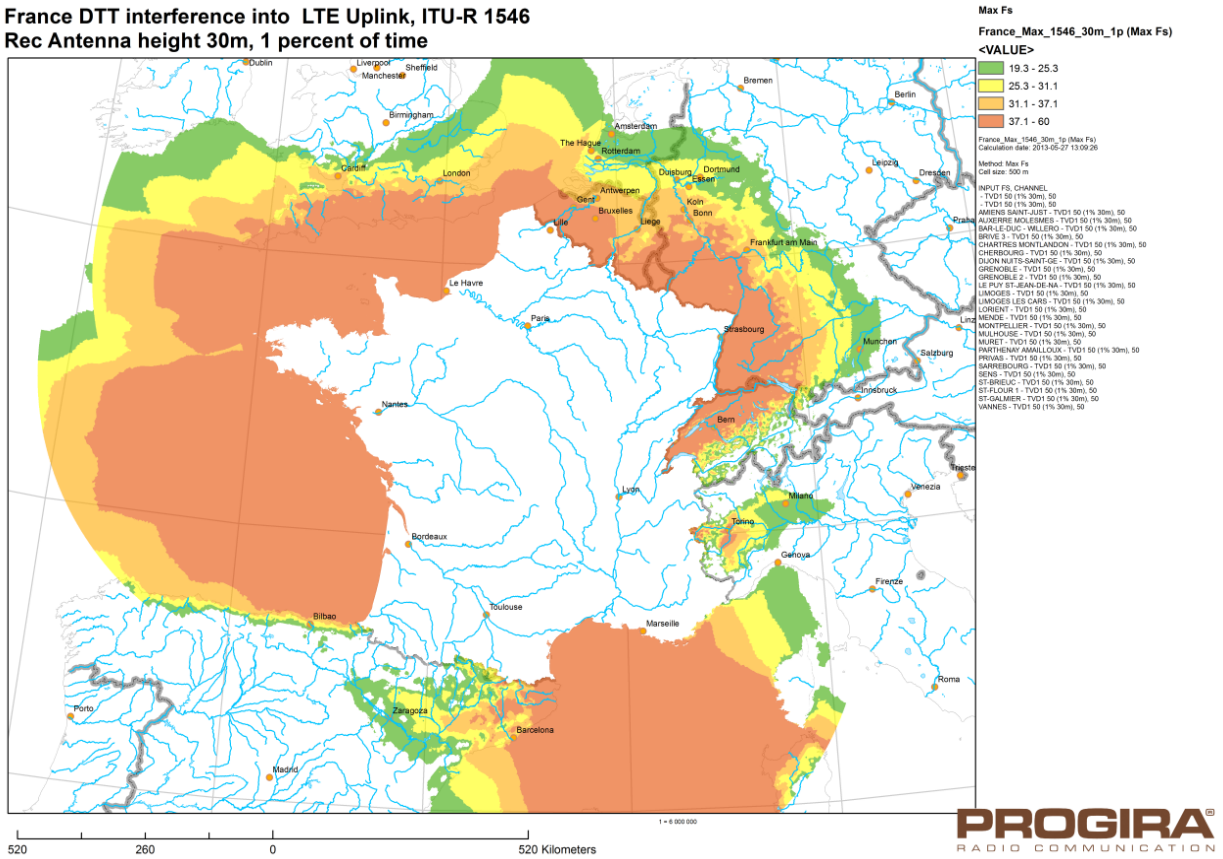 France DTT interference into  LTE Uplink, ITU-R 1546
Rec Antenna height 30m, 1 percent of time
Max Fs
France_Max_1546_30m_1p (Max Fs)
<VALUE>
19.3 - 25.3
25.3 - 31.1
31.1 - 37.1
37.1 - 60
France_Max_1546_30m_1p (Max Fs)
Calculation date: 2013-05-27 13:09:26
Method: Max Fs
Cell size: 500 m
INPUT FS, CHANNEL
- TVD1 50 (1% 30m), 50
- TVD1 50 (1% 30m), 50
AMIENS SAINT-JUST - TVD1 50 (1% 30m), 50
AUXERRE MOLESMES - TVD1 50 (1% 30m), 50
BAR-LE-DUC - WILLERO - TVD1 50 (1% 30m), 50
BRIVE 3 - TVD1 50 (1% 30m), 50
CHARTRES MONTLANDON - TVD1 50 (1% 30m), 50
CHERBOURG - TVD1 50 (1% 30m), 50
DIJON NUITS-SAINT-GE - TVD1 50 (1% 30m), 50
GRENOBLE - TVD1 50 (1% 30m), 50
GRENOBLE 2 - TVD1 50 (1% 30m), 50
LE PUY ST-JEAN-DE-NA - TVD1 50 (1% 30m), 50
LIMOGES - TVD1 50 (1% 30m), 50
LIMOGES LES CARS - TVD1 50 (1% 30m), 50
LORIENT - TVD1 50 (1% 30m), 50
MENDE - TVD1 50 (1% 30m), 50
MONTPELLIER - TVD1 50 (1% 30m), 50
MULHOUSE - TVD1 50 (1% 30m), 50
MURET - TVD1 50 (1% 30m), 50
PARTHENAY AMAILLOUX - TVD1 50 (1% 30m), 50
PRIVAS - TVD1 50 (1% 30m), 50
SARREBOURG - TVD1 50 (1% 30m), 50
SENS - TVD1 50 (1% 30m), 50
ST-BRIEUC - TVD1 50 (1% 30m), 50
ST-FLOUR 1 - TVD1 50 (1% 30m), 50
ST-GALMIER - TVD1 50 (1% 30m), 50
VANNES - TVD1 50 (1% 30m), 50
Dublin
Liverpool
Sheffield
Manchester
Bremen
Berlin
Birmingham
Amsterdam
The Hague
Rotterdam
Leipzig
Dresden
Cardiff
London
Duisburg
Dortmund
Essen
Antwerpen
Gent
Koln
Bruxelles
Bonn
Lille
Liege
Praha
Frankfurt am Main
Le Havre
Paris
Strasbourg
Linz
Munchen
Salzburg
Nantes
Innsbruck
Bern
Trieste
Lyon
Milano
Venezia
Torino
Bordeaux
Genova
Firenze
Toulouse
Bilbao
Marseille
Roma
Porto
Zaragoza
Barcelona
Madrid
1 = 6 000 000
520 260 0 520 Kilometers
PROGIRA®
RADIO COMMUNICATION